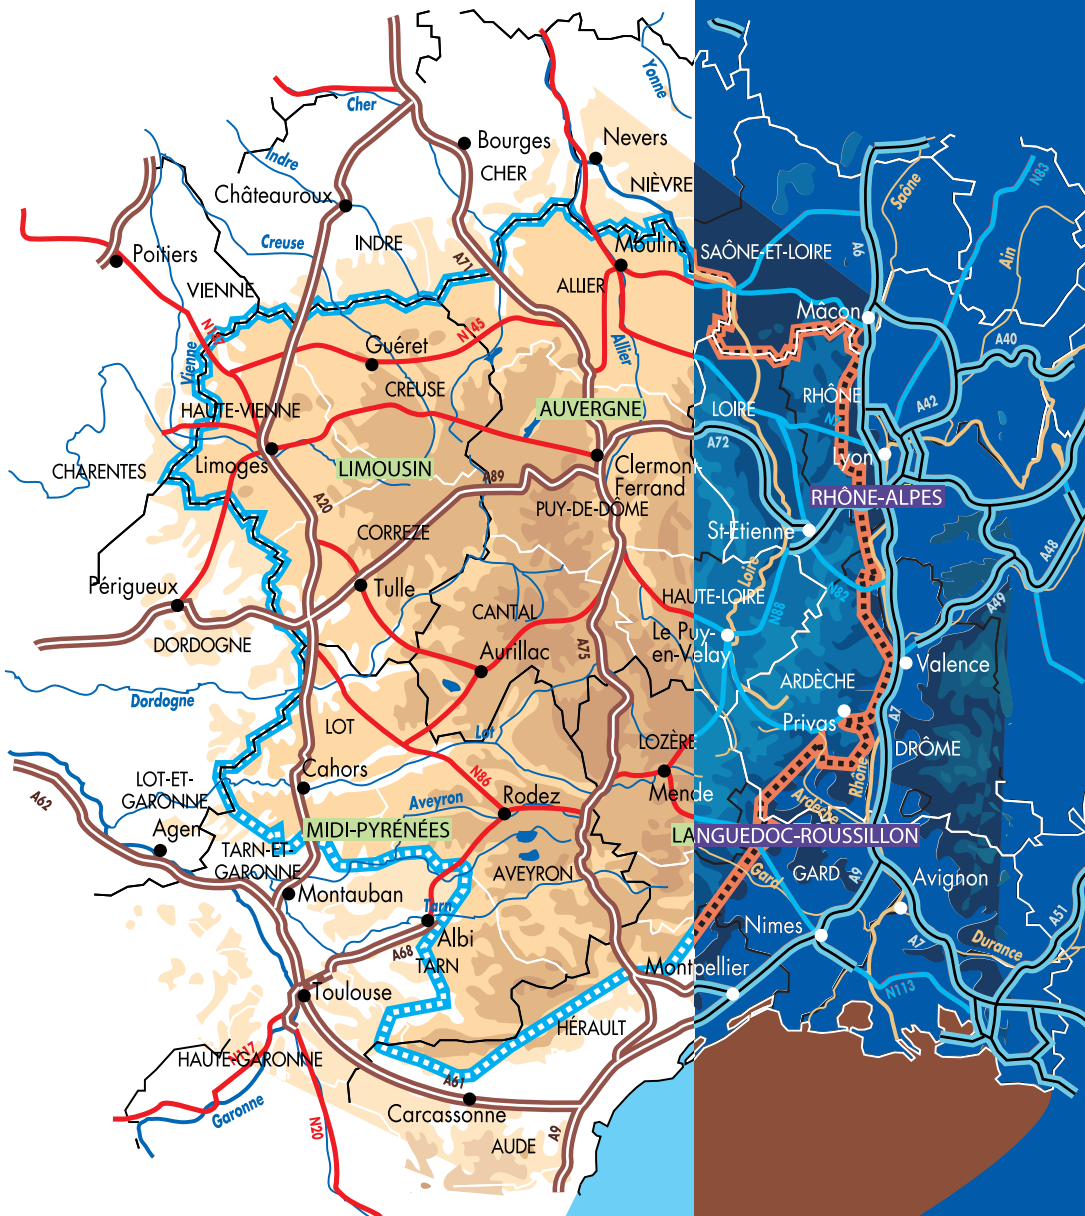 Yonne
Cher
Bourges
Nevers
CHER
Indre
NIÈVRE
N83
Saône
Châteauroux
Creuse
INDRE
Moulins
SAÔNE-ET-LOIRE
A6
Ain
Poitiers
A71
VIENNE
ALLIER
Mâcon
N145
Guéret
Allier
A40
Vienne
CREUSE
RHÔNE
HAUTE-VIENNE
AUVERGNE
LOIRE
A42
A72
Lyon
CHARENTES
Limoges
LIMOUSIN
A89
Clermont-
Ferrand
RHÔNE-ALPES
A20
PUY-DE-DÔME
CORREZE
St-Etienne
A48
Loire
Périgueux
Tulle
N82
A49
HAUTE-LOIRE
CANTAL
N88
DORDOGNE
Le Puy-
en-Velay
Aurillac
A75
Valence
ARDÈCHE
Dordogne
Privas
A7
LOT
Lot
LOZÈRE
DRÔME
Cahors
N86
Rhône
LOT-ET-
GARONNE
A62
Aveyron
Rodez
Mende
Ardèche
Agen
MIDI-PYRÉNÉES
LANGUEDOC-ROUSSILLON
TARN-ET-
GARONNE
AVEYRON
Gard
GARD
A9
Avignon
Montauban
Tarn
Nimes
A51
Albi
A68
TARN
A7
Durance
Montpellier
N113
Toulouse
HÉRAULT
HAUTE-GARONNE
N117
A61
Garonne
N20
Carcassonne
A9
AUDE